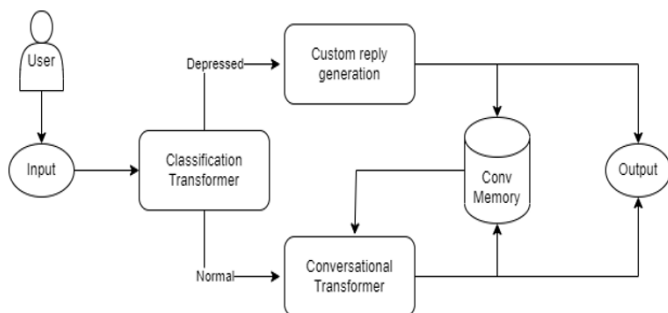 User
Input
Classification
Transformer
Depressed
Normal
Custom reply
generation
Conversational
Transformer
Conv
Memory
Output